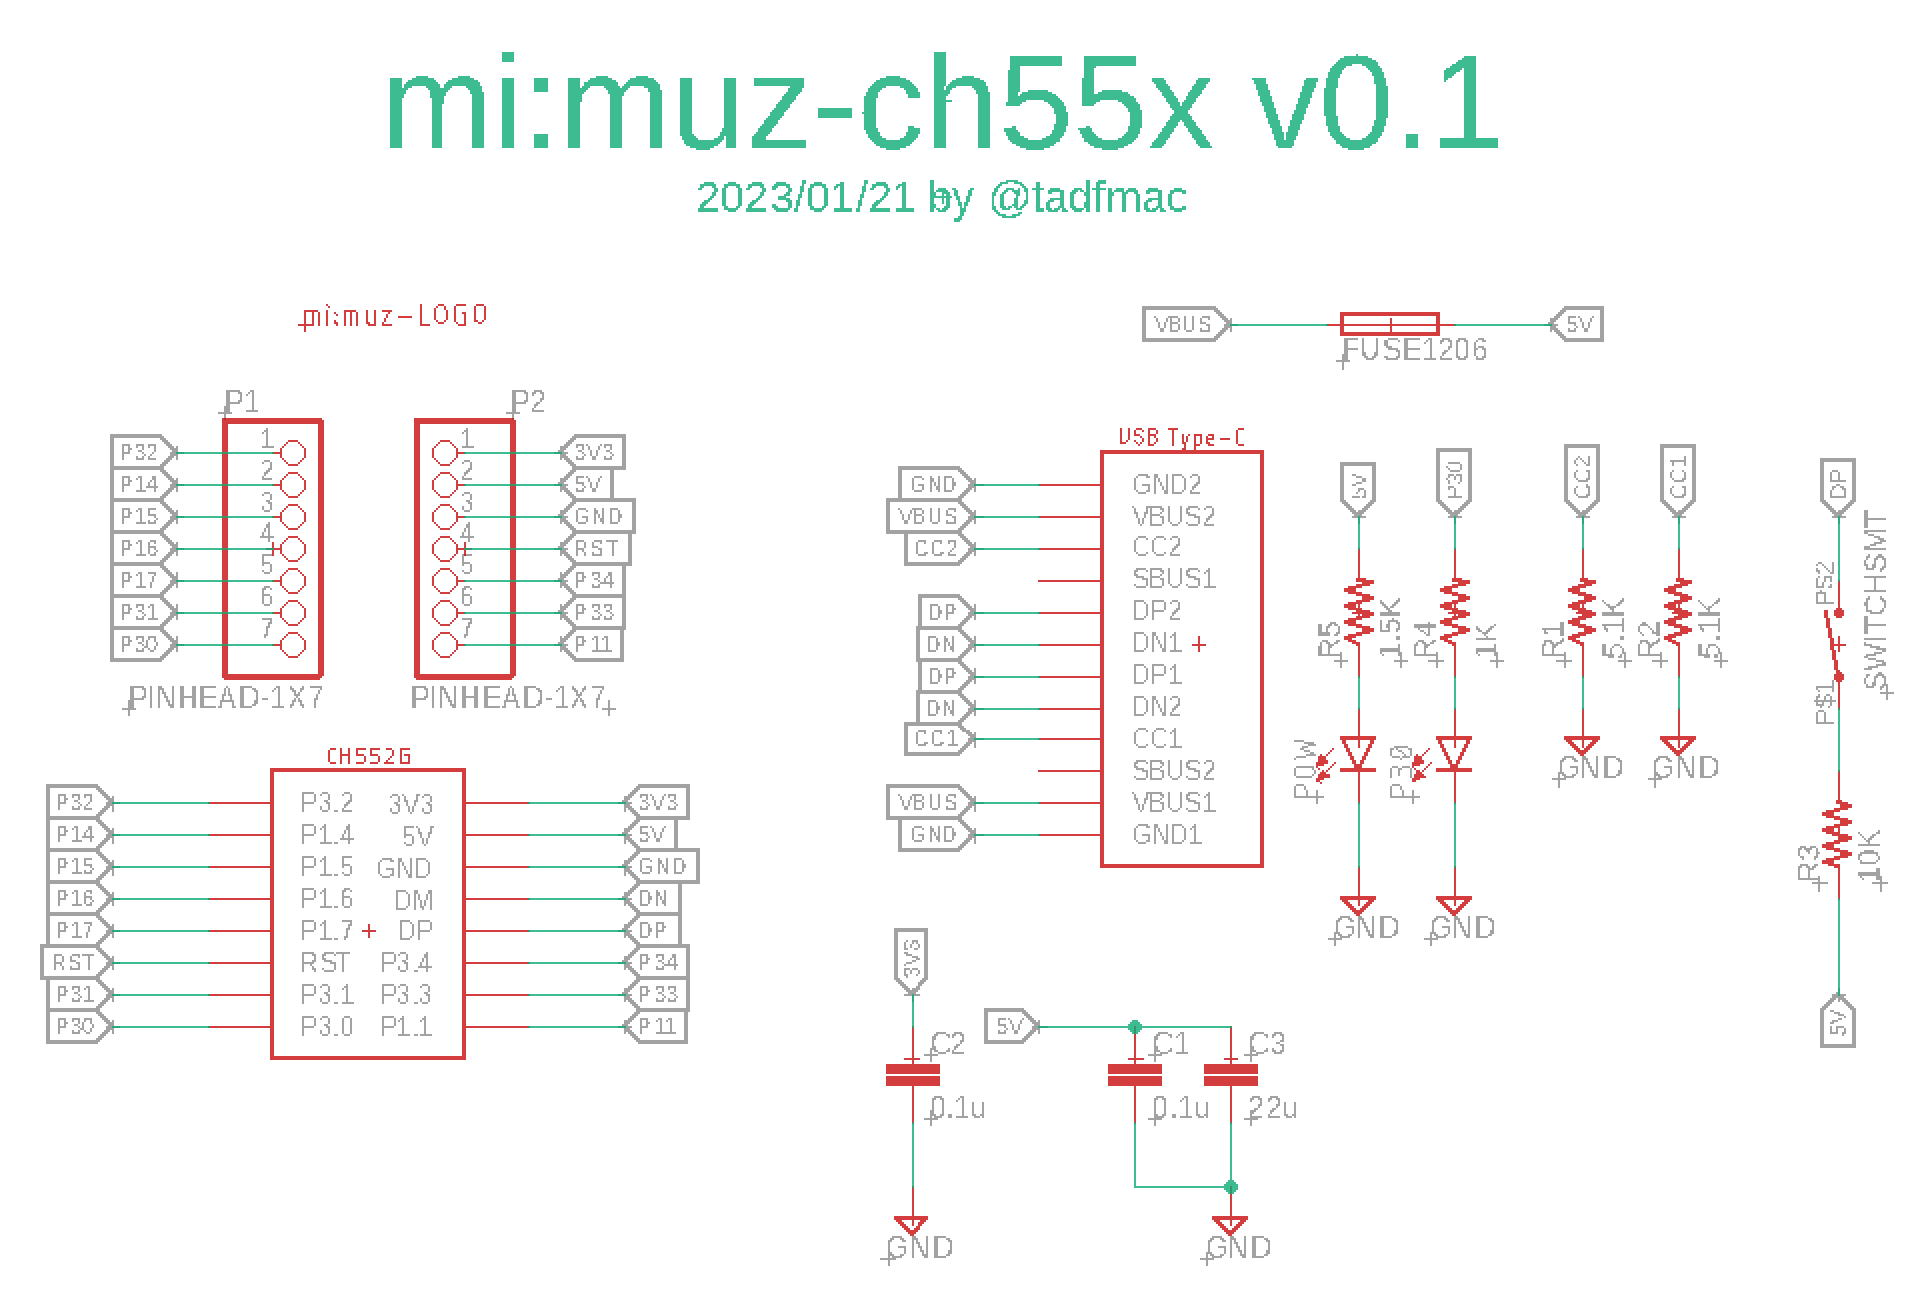 mi:muz-ch55x v0.1
2023/01/21 by @tadfmac
mi:muz-LOGO
VBUS
5V
FUSE1206
P1
P32 1
P14 2
P15 3
P16 4
P17 5
P31 6
P30 7
PINHEAD-1X7
P2
1 3V3
2 5V
3 GND
4 RST
5 P34
6 P33
7 P11
PINHEAD-1X7
CH552G
P32 P3.2 3V3 3V3
P14 P1.4 5V 5V
P15 P1.5 GND GND
P16 P1.6 DM DN
P17 P1.7 DP DP
RST RST P3.4 P34
P31 P3.1 P3.3 P33
P30 P3.0 P1.1 P11
USB Type-C
GND GND2
VBUS VBUS2
CC2 CC2
SBUS1
DP DP2
DN DN1
DP DP1
DN DN2
CC1 CC1
SBUS2
VBUS VBUS1
GND GND1
5V
R5
1.5K
POW
GND
P30
R4
1K
P30
GND
CC2
R1
5.1K
GND
CC1
R2
5.1K
GND
DP
P$2
SWITCHSMT
P$1
R3
10K
5V
3V3
C2
0.1u
GND
5V
C1
0.1u
C3
22u
GND